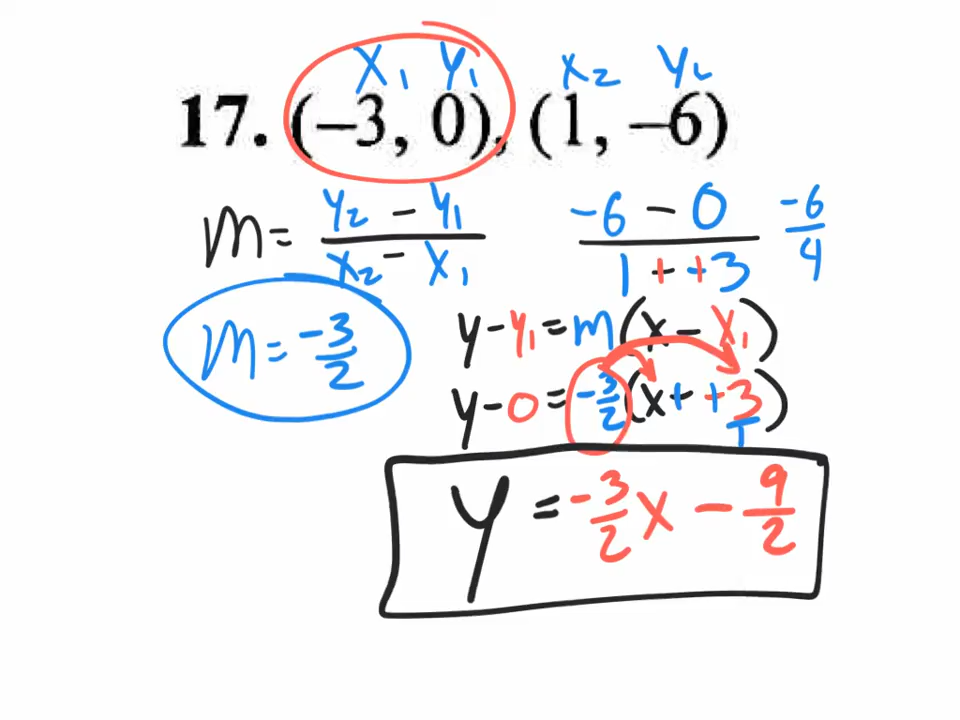 x₁ y₁ x₂ y₂
17. (−3, 0), (1, −6)
m = y₂ − y₁ / x₂ − x₁   −6 − 0 / 1 + +3   −6/4
m = −3/2
y − y₁ = m(x − x₁)
y − 0 = −3/2(x + +3/1)
y = −3/2x − 9/2